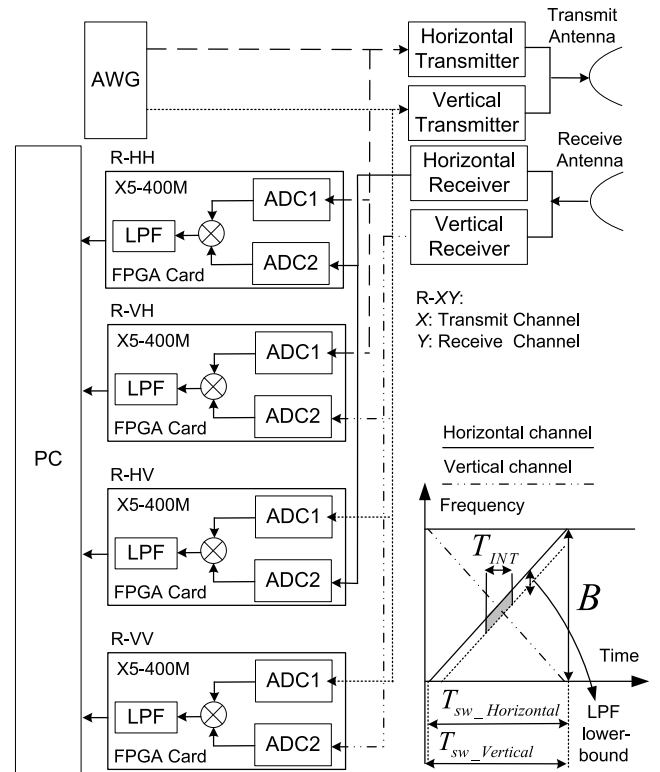 AWG
Horizontal
Transmitter
Vertical
Transmitter
Transmit
Antenna
Horizontal
Receiver
Vertical
Receiver
Receive
Antenna
PC
R-HH
X5-400M
ADC1
LPF
ADC2
FPGA Card
R-VH
X5-400M
ADC1
LPF
ADC2
FPGA Card
R-HV
X5-400M
ADC1
LPF
ADC2
FPGA Card
R-VV
X5-400M
ADC1
LPF
ADC2
FPGA Card
R-XY:
X: Transmit Channel
Y: Receive Channel
Horizontal channel
Vertical channel
Frequency
T_INT
B
Time
T_sw_Horizontal
T_sw_Vertical
LPF
lower-
bound